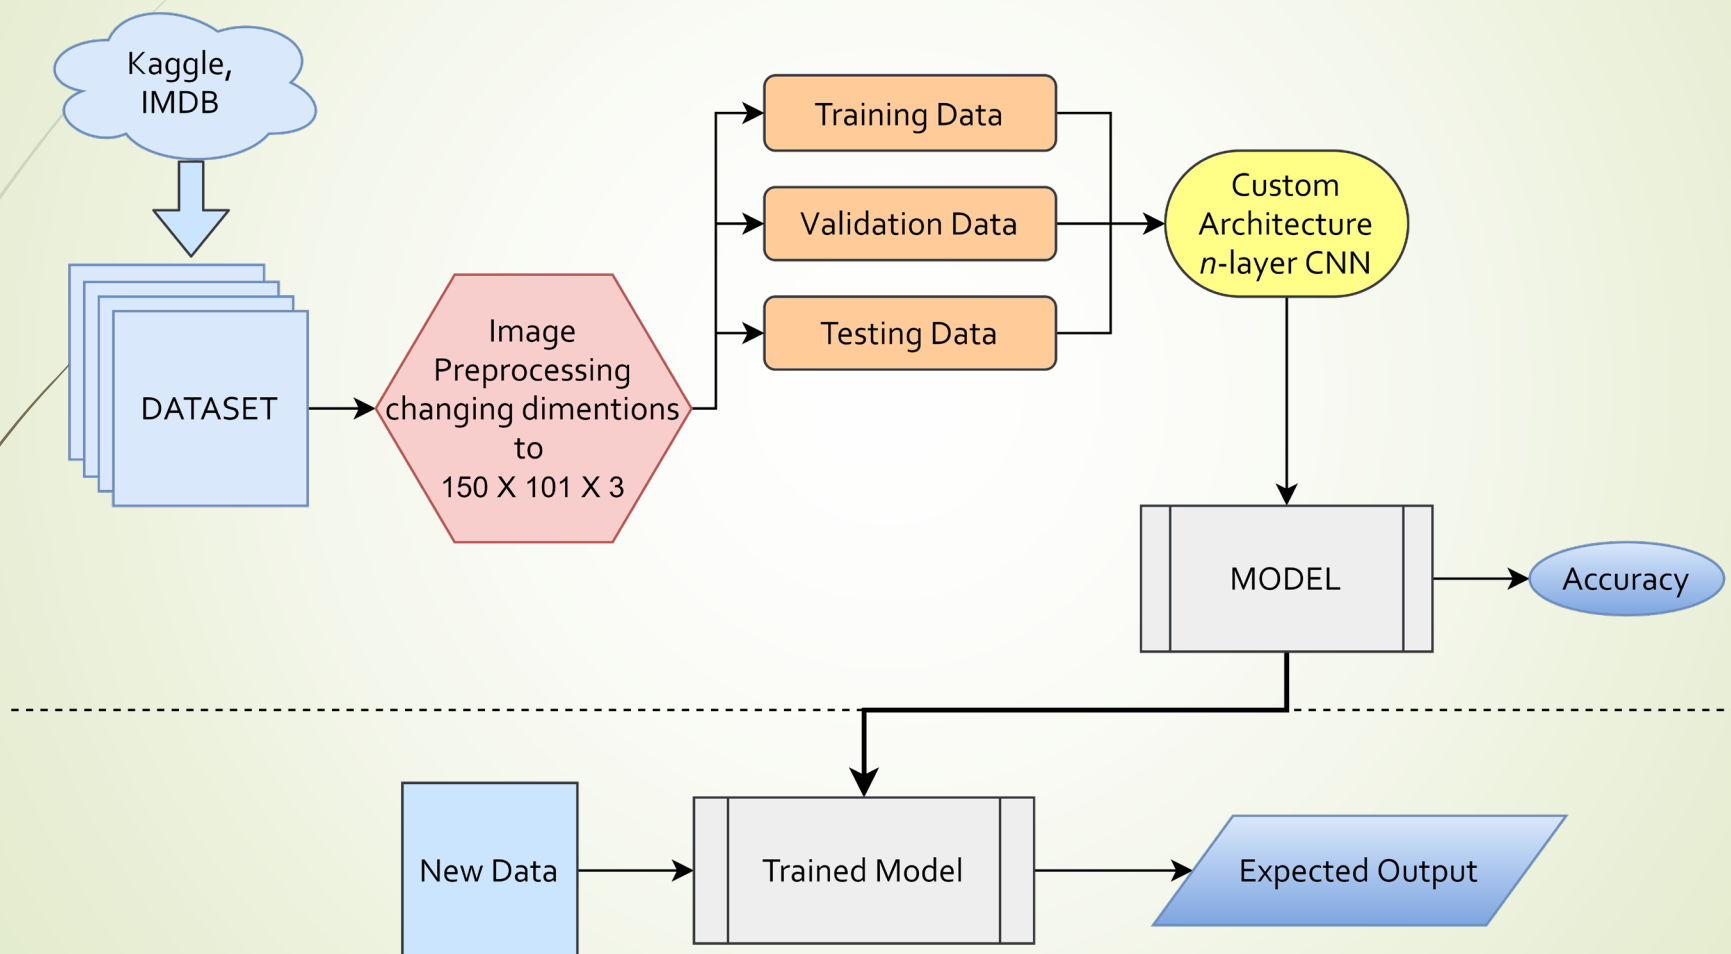 Kaggle,
IMDB
DATASET
Image
Preprocessing
changing dimentions
to
150 X 101 X 3
Training Data
Validation Data
Testing Data
Custom
Architecture
n-layer CNN
MODEL
Accuracy
New Data
Trained Model
Expected Output